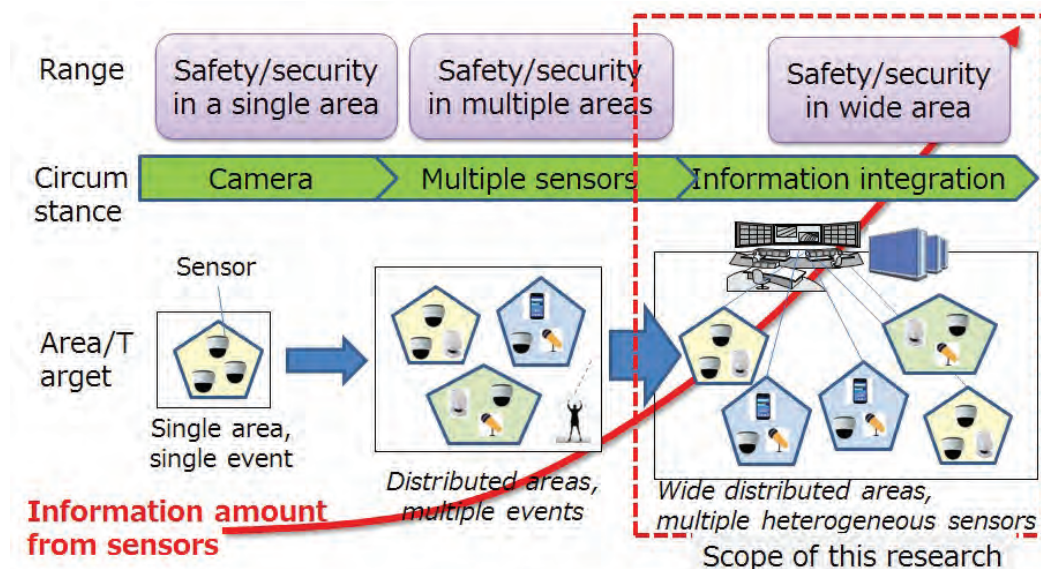 Range
Safety/security
in a single area
Safety/security
in multiple areas
Safety/security
in wide area
Circum
stance
Camera
Multiple sensors
Information integration
Area/T
arget
Sensor
Single area,
single event
Distributed areas,
multiple events
Wide distributed areas,
multiple heterogeneous sensors
Information amount
from sensors
Scope of this research